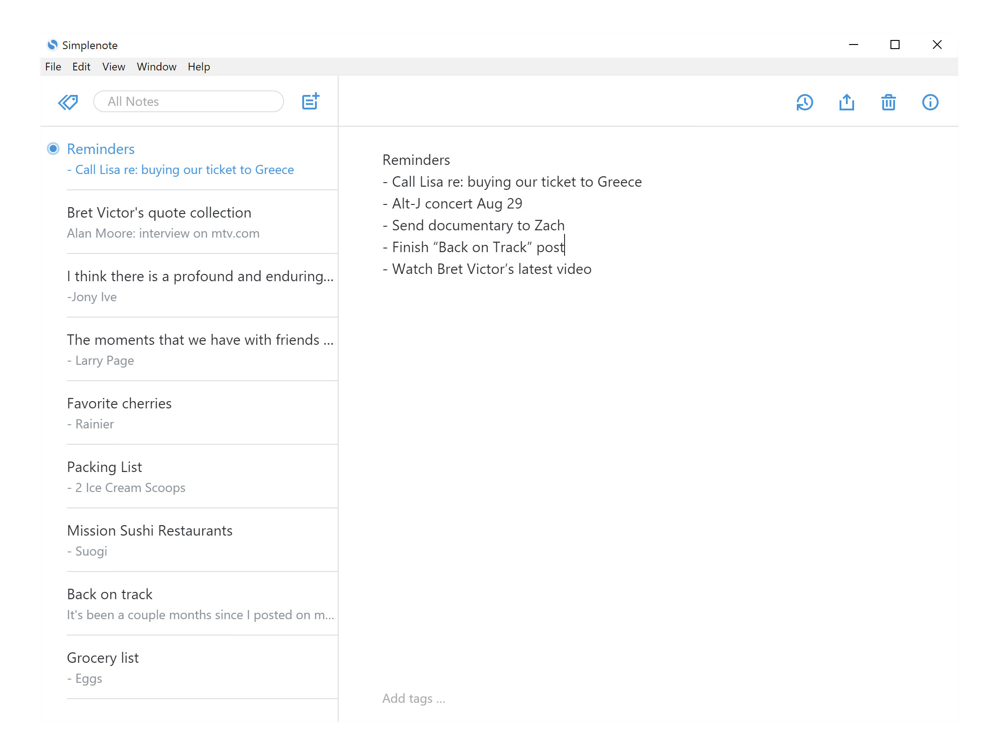 Simplenote
File Edit View Window Help
All Notes
Reminders
- Call Lisa re: buying our ticket to Greece
Bret Victor's quote collection
Alan Moore: interview on mtv.com
I think there is a profound and enduring...
-Jony Ive
The moments that we have with friends ...
- Larry Page
Favorite cherries
- Rainier
Packing List
- 2 Ice Cream Scoops
Mission Sushi Restaurants
- Suogi
Back on track
It's been a couple months since I posted on m...
Grocery list
- Eggs
Reminders
- Call Lisa re: buying our ticket to Greece
- Alt-J concert Aug 29
- Send documentary to Zach
- Finish “Back on Track” post
- Watch Bret Victor’s latest video
Add tags ...